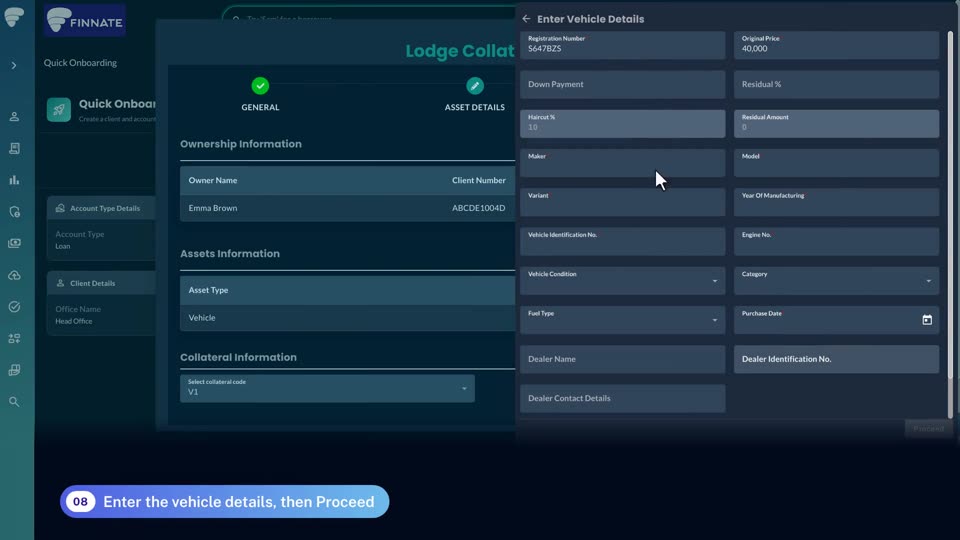 FINNATE
Quick Onboarding
Quick Onboar
Create a client and accoun
Account Type Details
Account Type
Loan
Client Details
Office Name
Head Office
Lodge Collat
GENERAL
ASSET DETAILS
Ownership Information
Owner Name
Client Number
Emma Brown
ABCDE1004D
Assets Information
Asset Type
Vehicle
Collateral Information
Select collateral code
V1
Enter Vehicle Details
Registration Number
S647BZS
Original Price
40,000
Down Payment
Residual %
Haircut %
10
Residual Amount
0
Maker
Model
Variant*
Year Of Manufacturing
Vehicle Identification No.
Engine No.
Vehicle Condition
Category
Fuel Type
Purchase Date
Dealer Name
Dealer Identification No.
Dealer Contact Details
Proceed
08 Enter the vehicle details, then Proceed